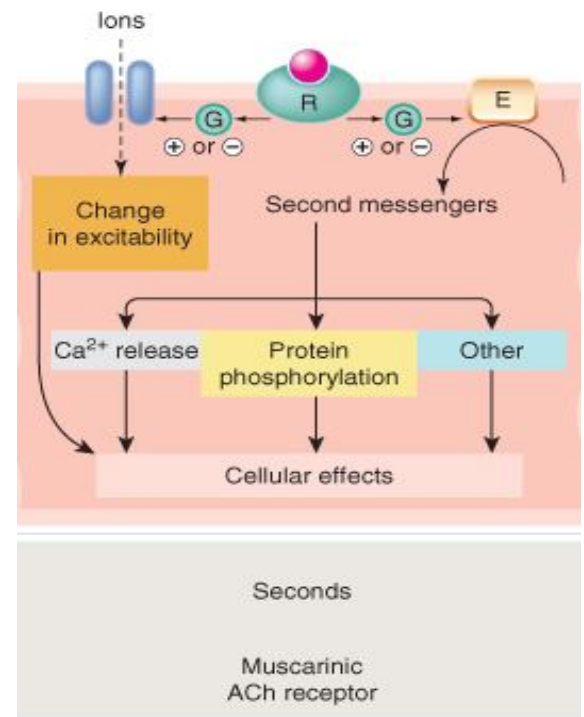 Ions
R
E
G
G
+ or −
+ or −
Change
in excitability
Second messengers
Ca²⁺ release
Protein
phosphorylation
Other
Cellular effects
Seconds
Muscarinic
ACh receptor